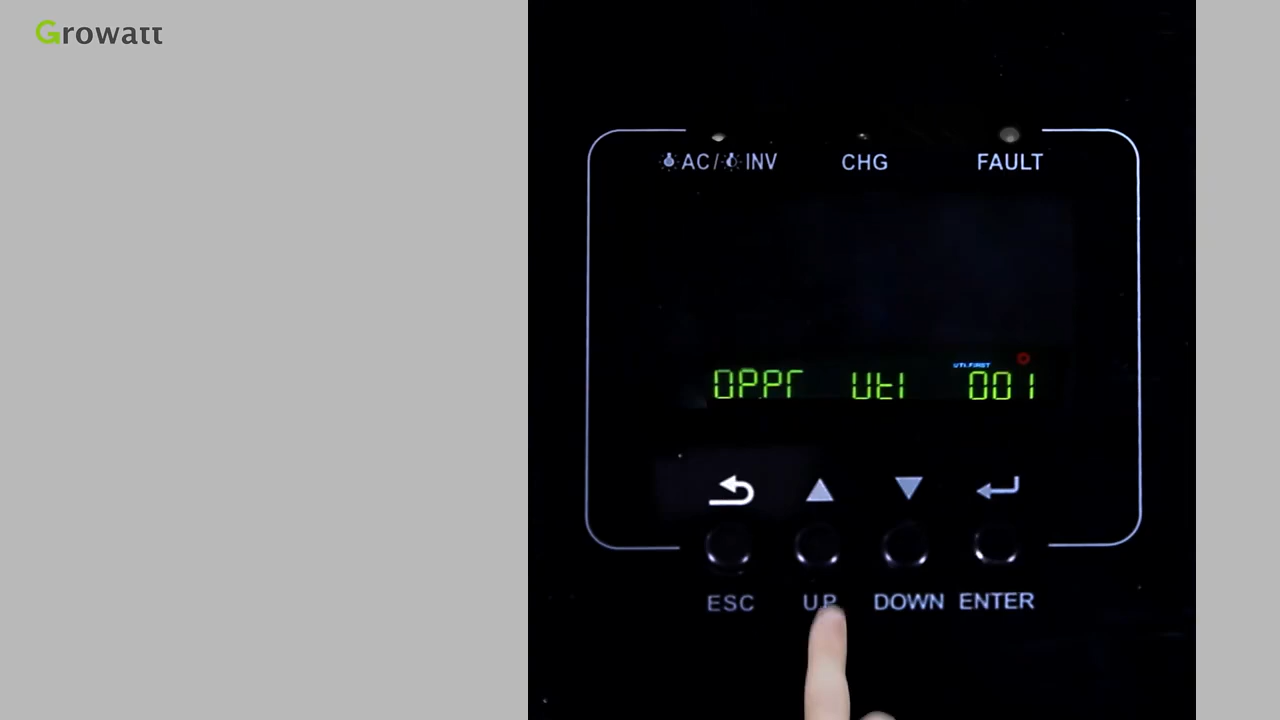 Growatt
AC/ INV CHG FAULT
UTI.FIRST
OPPr Uti 001
ESC UP DOWN ENTER